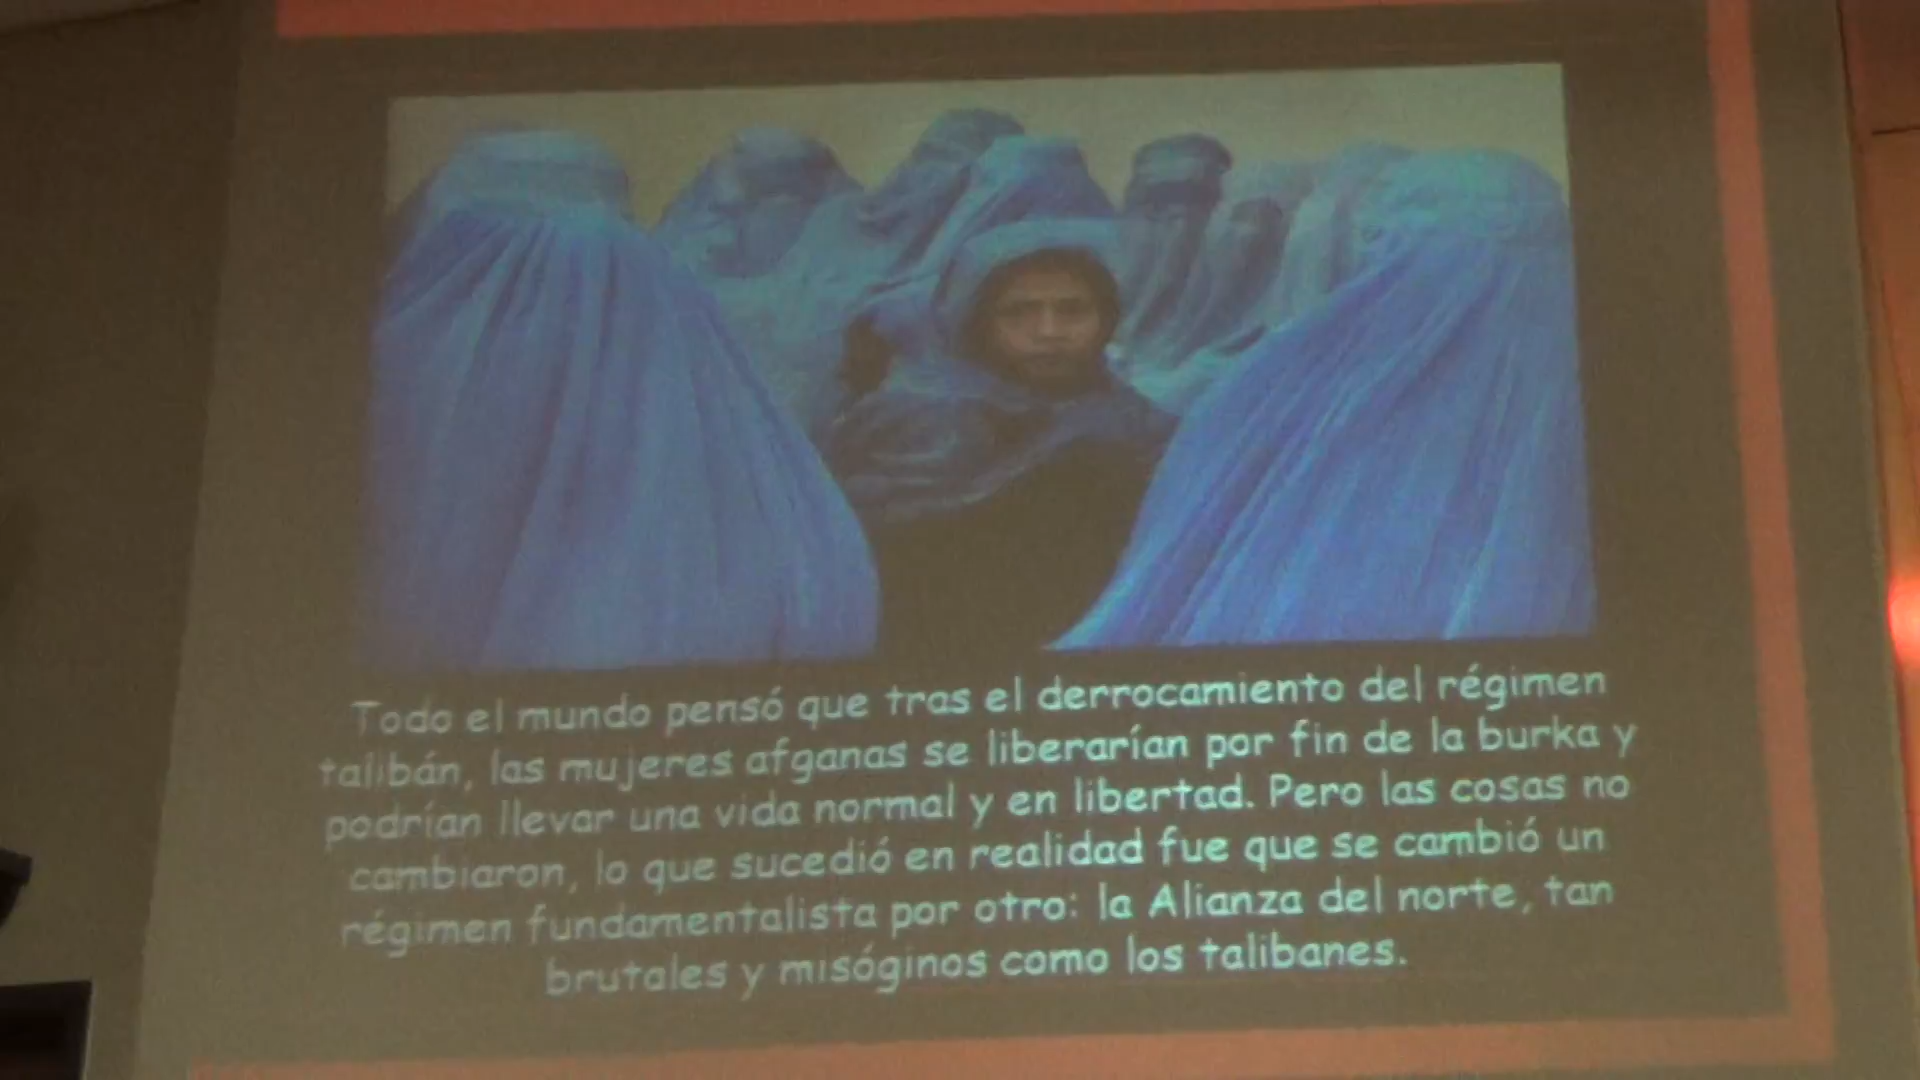 Todo el mundo pensó que tras el derrocamiento del régimen
talibán, las mujeres afganas se liberarían por fin de la burka y
podrían llevar una vida normal y en libertad. Pero las cosas no
cambiaron, lo que sucedió en realidad fue que se cambió un
régimen fundamentalista por otro: la Alianza del norte, tan
brutales y misóginos como los talibanes.